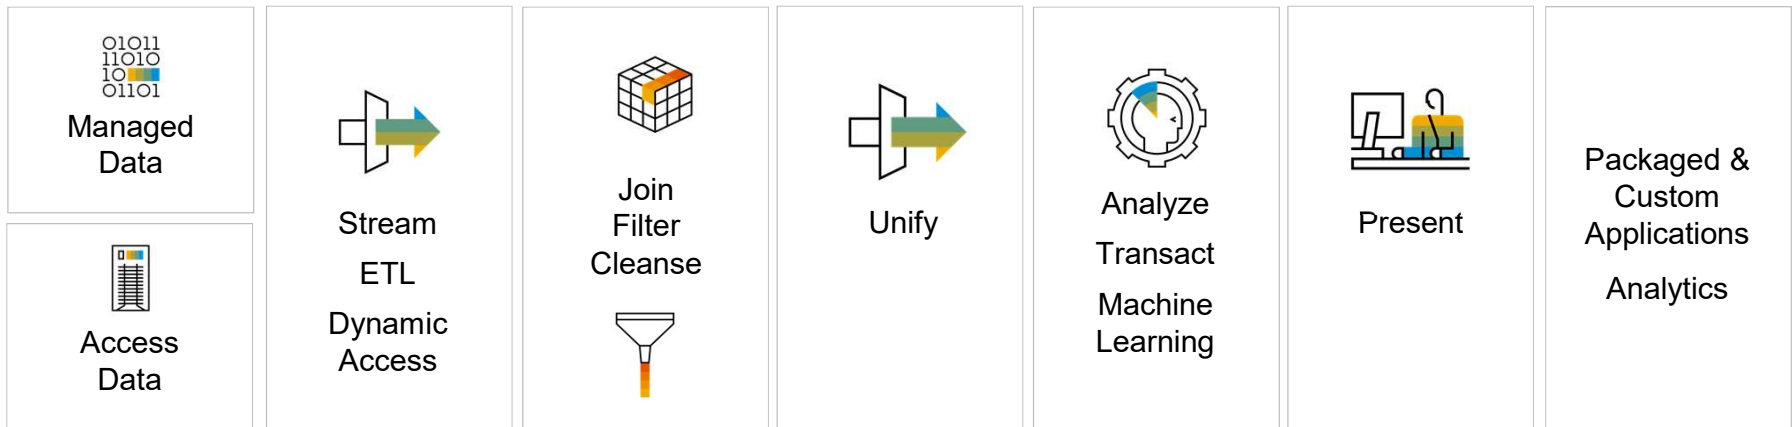 01011
11010
10
01101
Managed
Data
Access
Data
Stream
ETL
Dynamic
Access
Join
Filter
Cleanse
Unify
Analyze
Transact
Machine
Learning
Present
Packaged &
Custom
Applications
Analytics